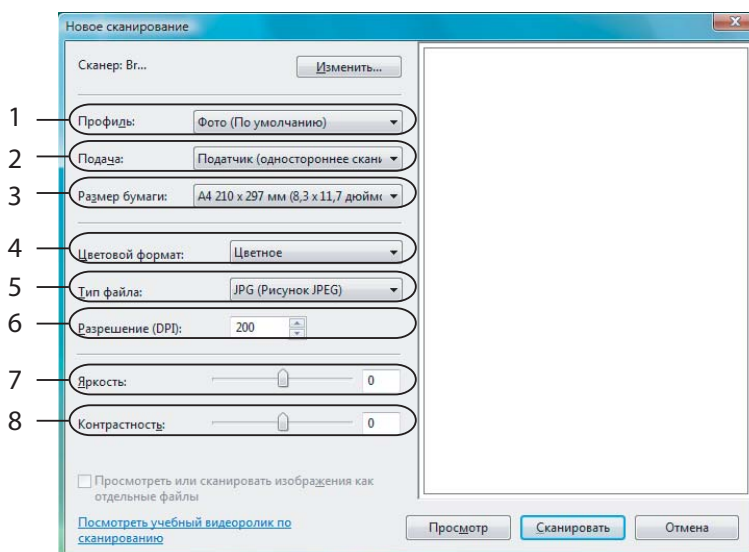 Новое сканирование
Сканер: Br...
Изменить...
1 Профиль: Фото (По умолчанию)
2 Подача: Податчик (одностороннее скани
3 Размер бумаги: A4 210 x 297 мм (8,3 x 11,7 дюймо
4 Цветовой формат: Цветное
5 Тип файла: JPG (Рисунок JPEG)
6 Разрешение (DPI): 200
7 Яркость: 0
8 Контрастность: 0
Просмотреть или сканировать изображения как
отдельные файлы
Посмотреть учебный видеоролик по
сканированию
Просмотр Сканировать Отмена